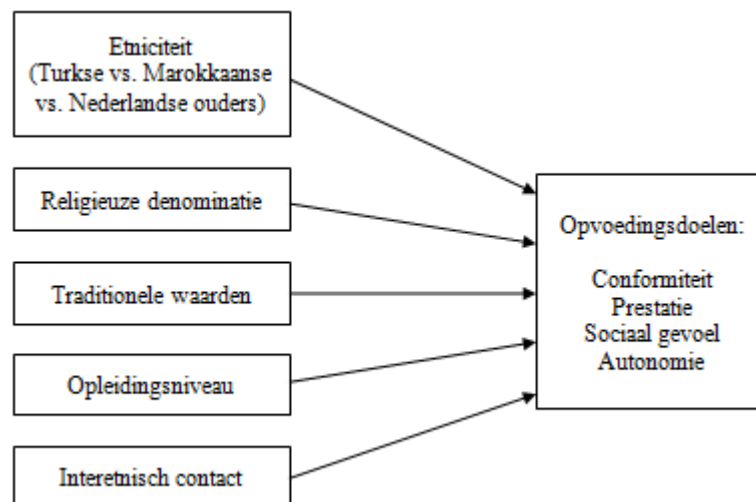 Etniciteit
(Turkse vs. Marokkaanse
vs. Nederlandse ouders)
Religieuze denominatie
Traditionele waarden
Opleidingsniveau
Interetnisch contact
Opvoedingsdoelen:
Conformiteit
Prestatie
Sociaal gevoel
Autonomie